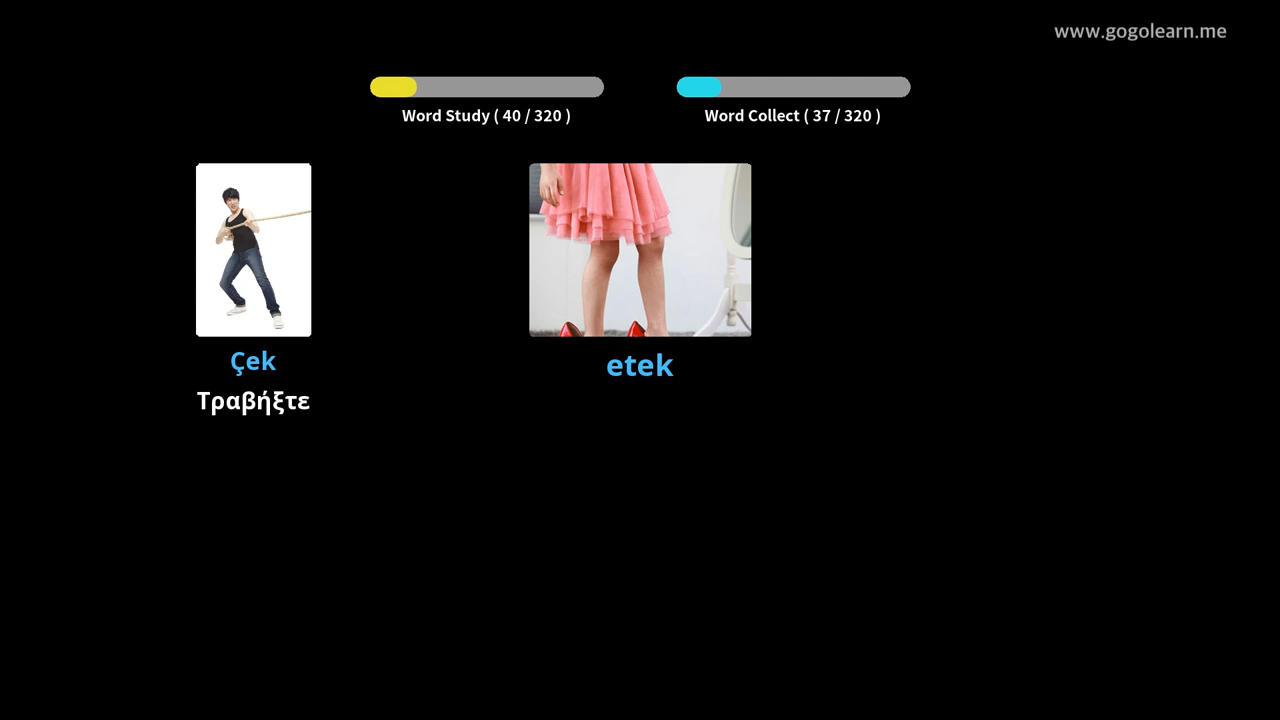 www.gogolearn.me
Word Study ( 40 / 320 )
Word Collect ( 37 / 320 )
Çek
Τραβήξτε
etek